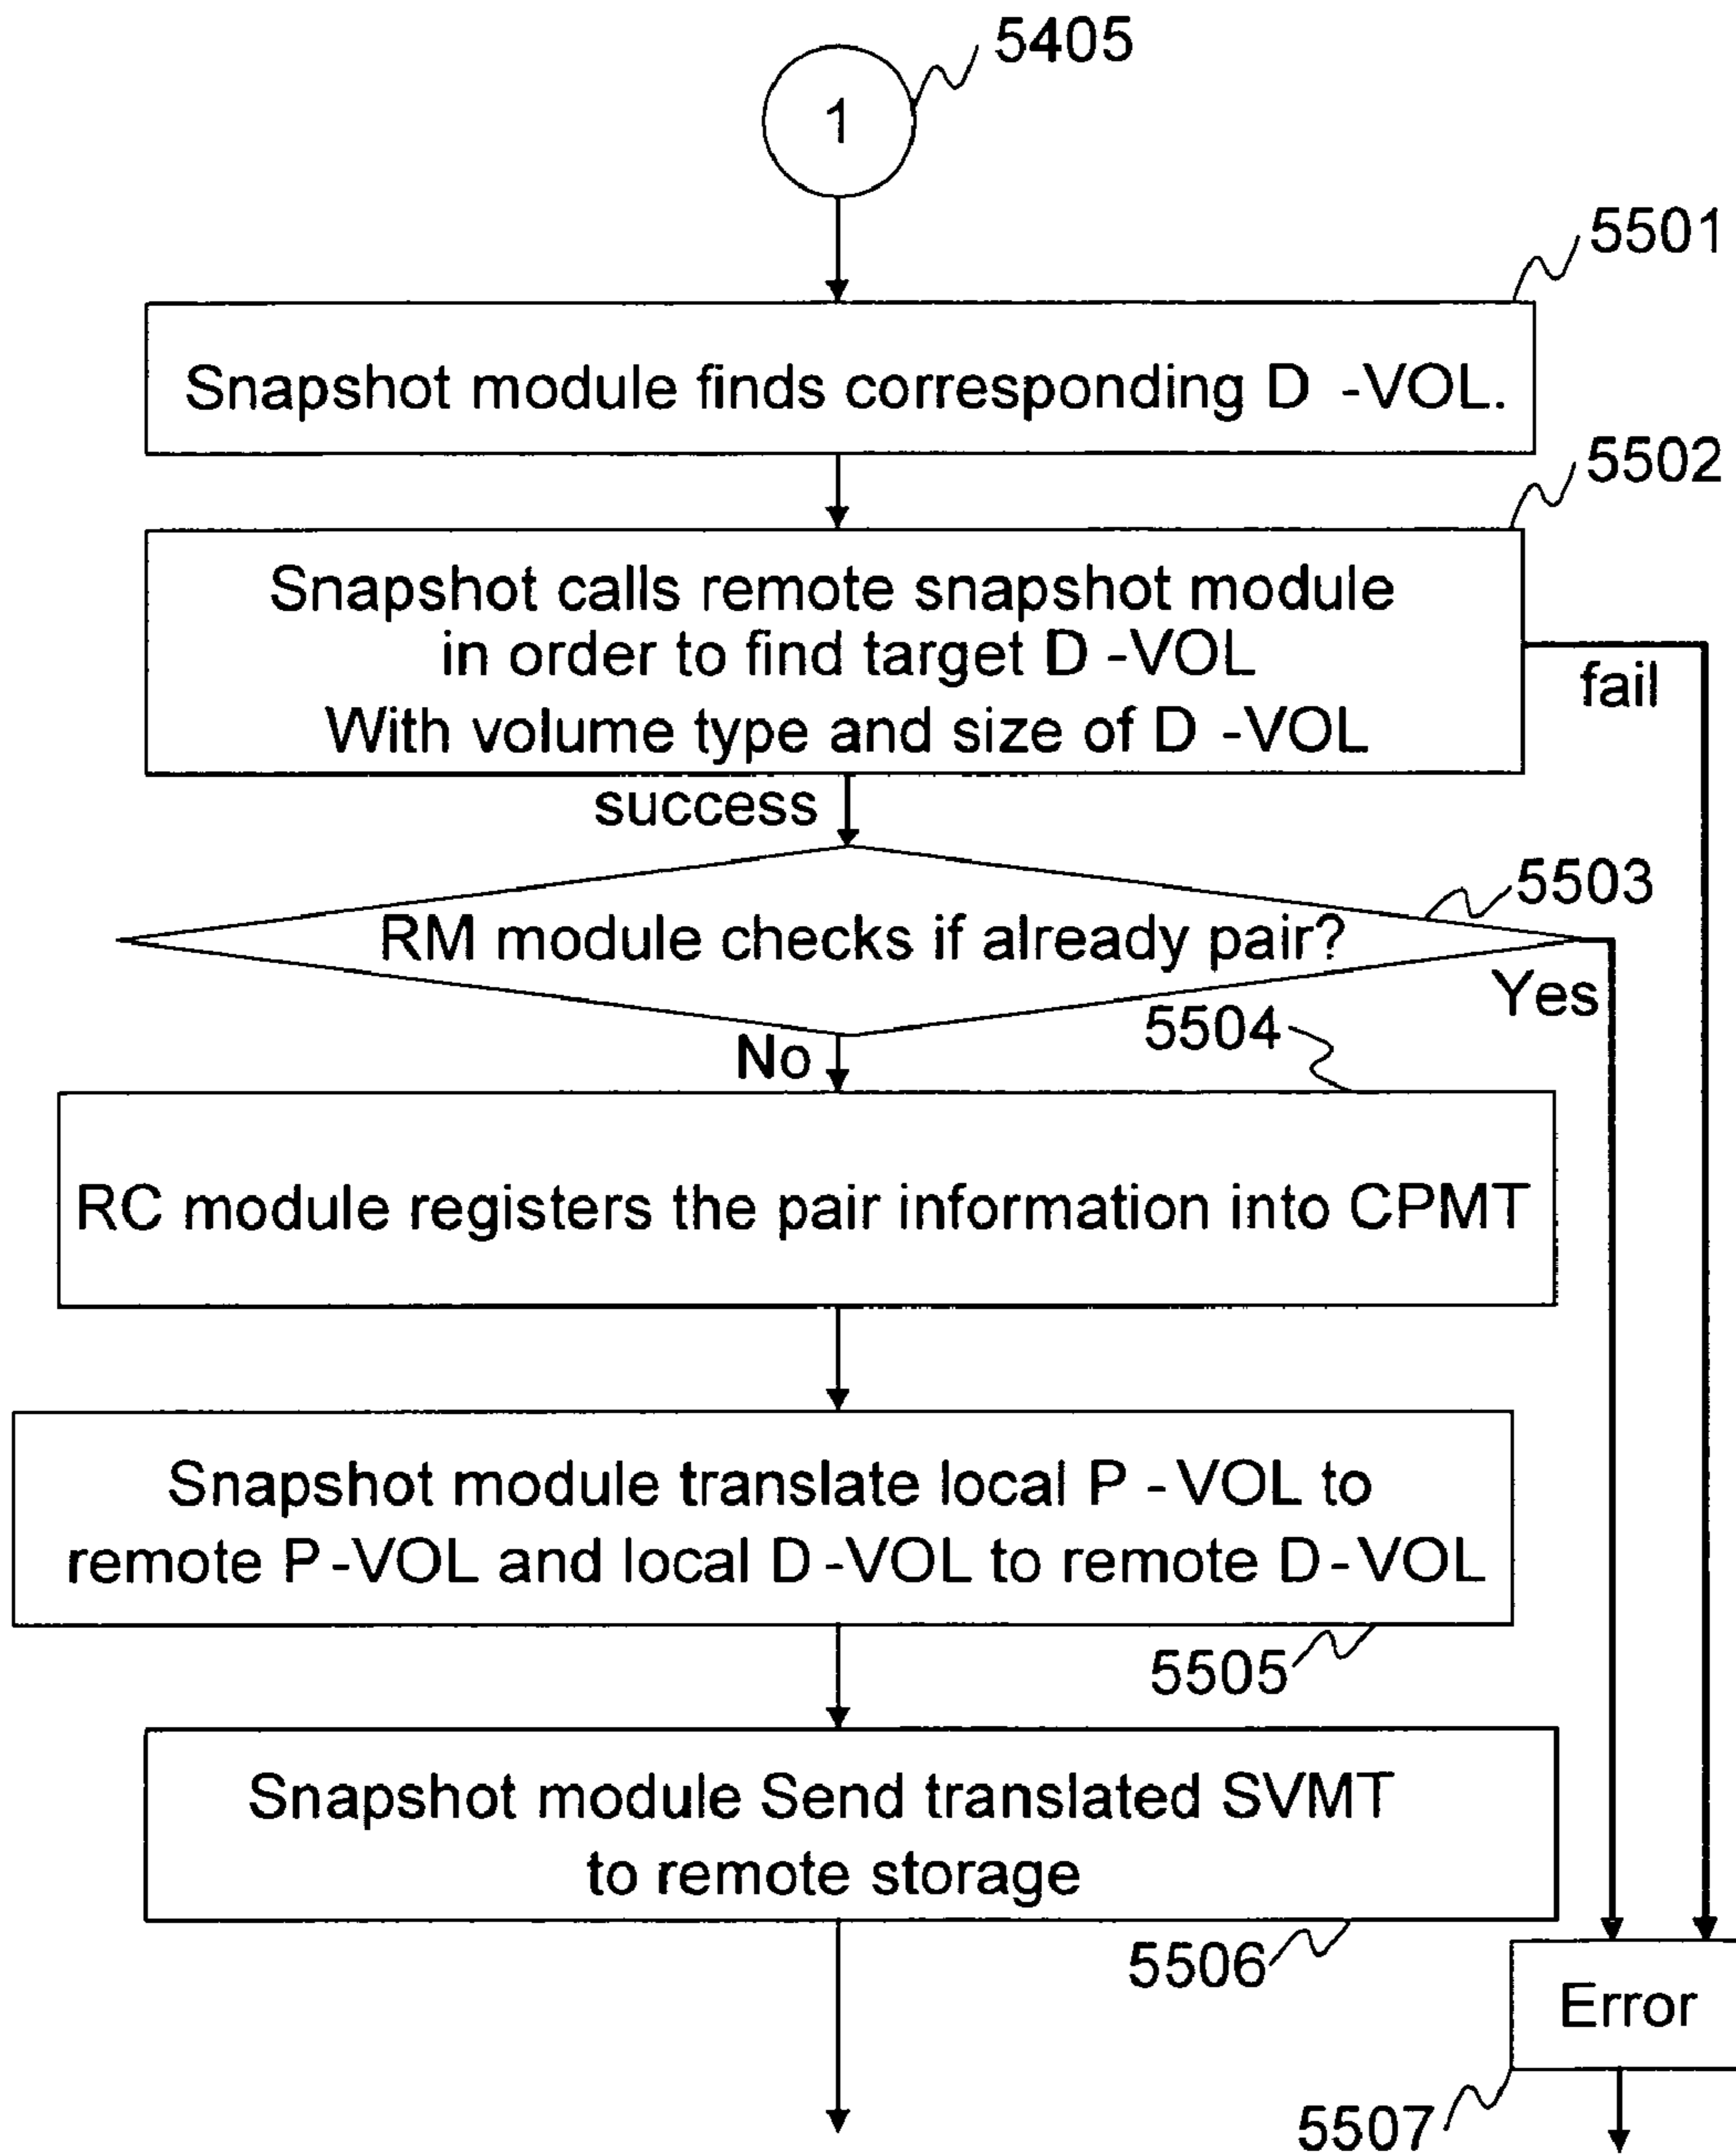 5405
1
5501
Snapshot module finds corresponding D -VOL.
5502
Snapshot calls remote snapshot module
in order to find target D -VOL
With volume type and size of D -VOL
fail
success
5503
RM module checks if already pair?
Yes
5504
No
RC module registers the pair information into CPMT
Snapshot module translate local P -VOL to
remote P -VOL and local D -VOL to remote D -VOL
5505
Snapshot module Send translated SVMT
to remote storage
5506
Error
5507